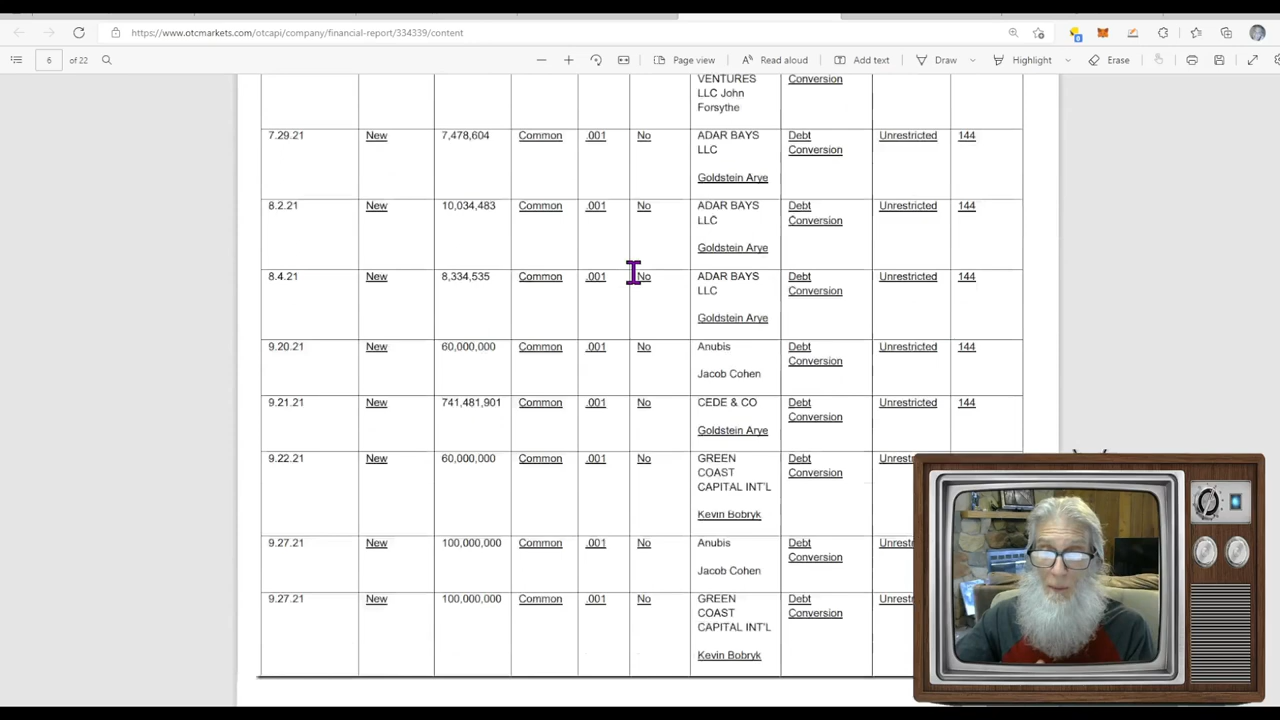 https://www.otcmarkets.com/otcapi/company/financial-report/334339/content
6 of 22
Page view
Read aloud
Add text
Draw
Highlight
Erase
VENTURES
LLC John
Forsythe
Conversion
7.29.21 New 7,478,604 Common .001 No ADAR BAYS Debt Unrestricted 144
LLC Conversion
Goldstein Arye
8.2.21 New 10,034,483 Common .001 No ADAR BAYS Debt Unrestricted 144
LLC Conversion
Goldstein Arye
8.4.21 New 8,334,535 Common .001 No ADAR BAYS Debt Unrestricted 144
LLC Conversion
Goldstein Arye
9.20.21 New 60,000,000 Common .001 No Anubis Debt Unrestricted 144
Conversion
Jacob Cohen
9.21.21 New 741,481,901 Common .001 No CEDE & CO Debt Unrestricted 144
Conversion
Goldstein Arye
9.22.21 New 60,000,000 Common .001 No GREEN Debt
COAST Conversion
CAPITAL INT'L
Kevin Bobryk
9.27.21 New 100,000,000 Common .001 No Anubis Debt
Conversion
Jacob Cohen
9.27.21 New 100,000,000 Common .001 No GREEN Debt
COAST Conversion
CAPITAL INT'L
Kevin Bobryk